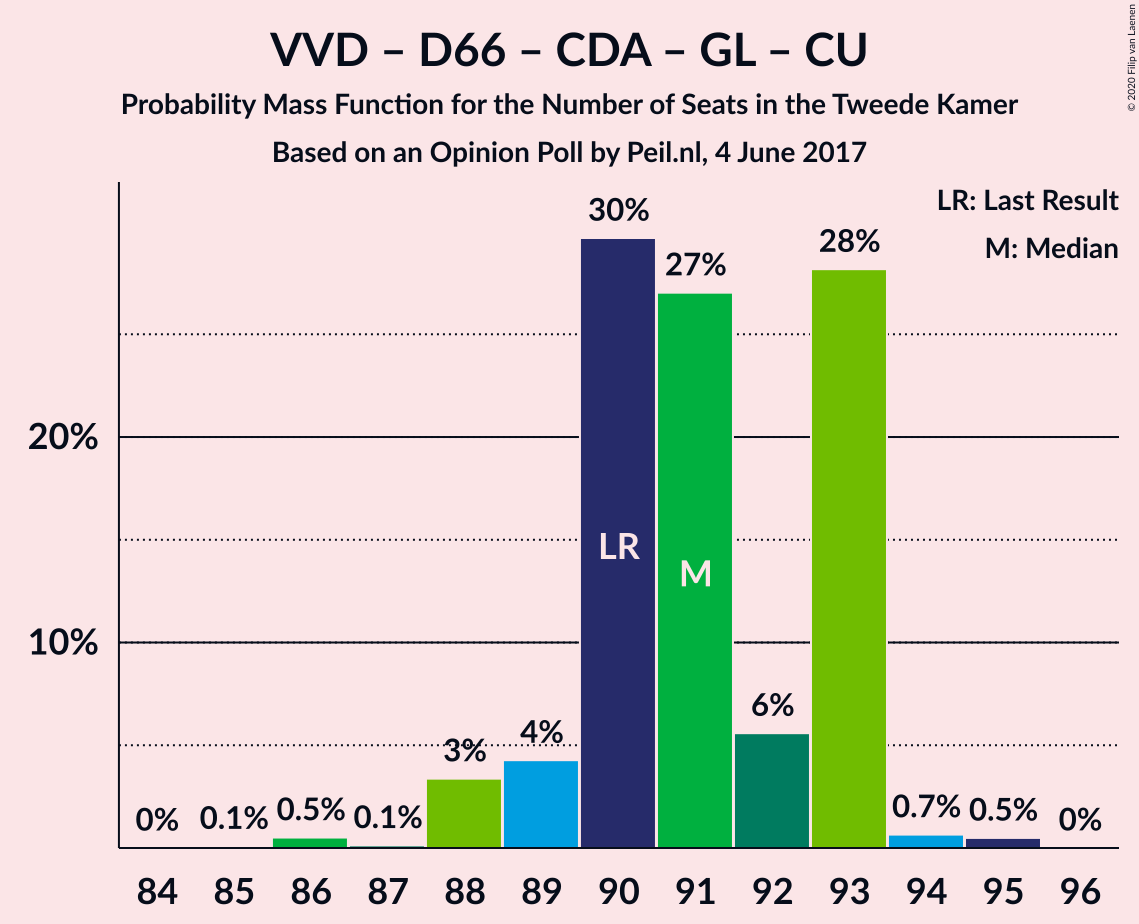 VVD – D66 – CDA – GL – CU
Probability Mass Function for the Number of Seats in the Tweede Kamer
Based on an Opinion Poll by Peil.nl, 4 June 2017
© 2020 Filip van Laenen
LR: Last Result
M: Median
20%
10%
0% 0.1% 0.5% 0.1% 3% 4% 30% 27% 6% 28% 0.7% 0.5% 0%
LR
M
84 85 86 87 88 89 90 91 92 93 94 95 96